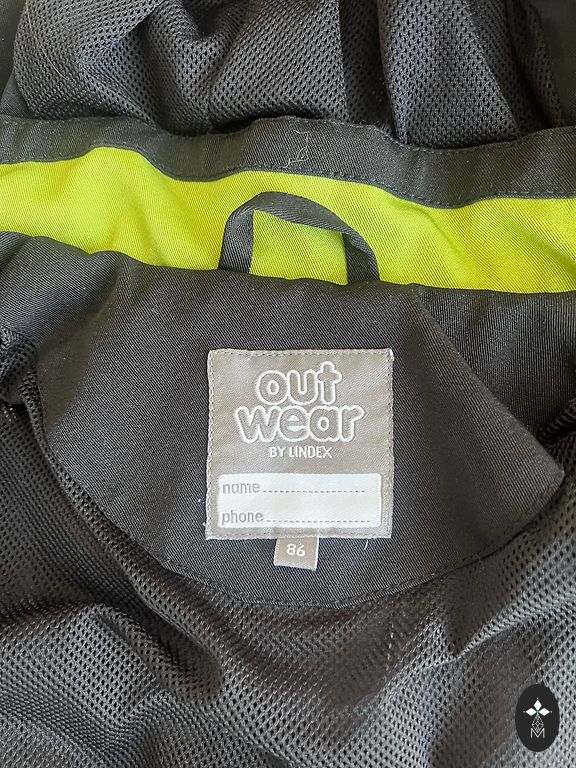 out
wear
BY LINDEX
name
phone
86
M